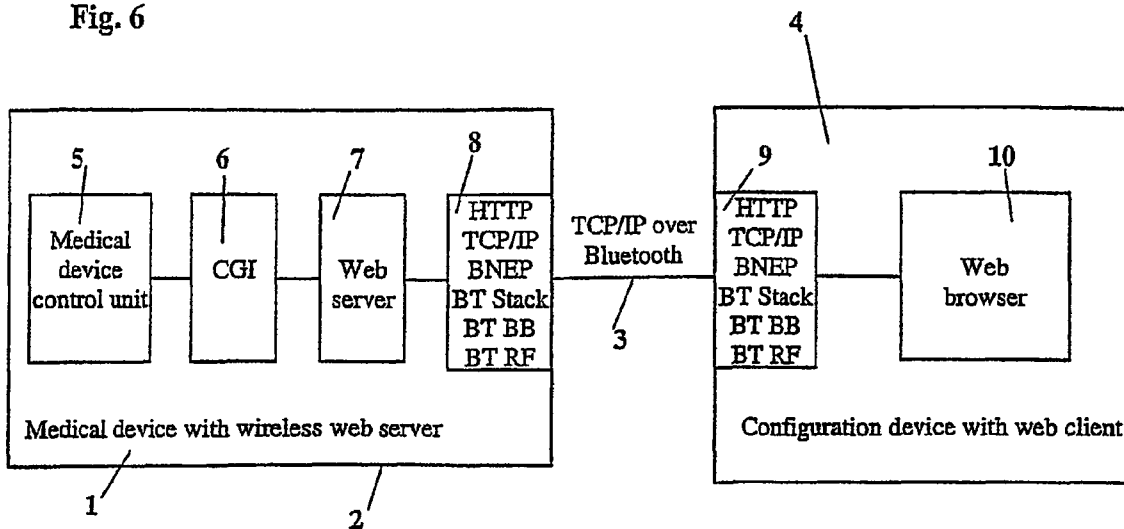 Fig. 6
4
5
6
7
8
9
10
Medical
device
control unit
CGI
Web
server
HTTP
TCP/IP
BNEP
BT Stack
BT BB
BT RF
TCP/IP over
Bluetooth
3
HTTP
TCP/IP
BNEP
BT Stack
BT BB
BT RF
Web
browser
Medical device with wireless web server
Configuration device with web client
1
2